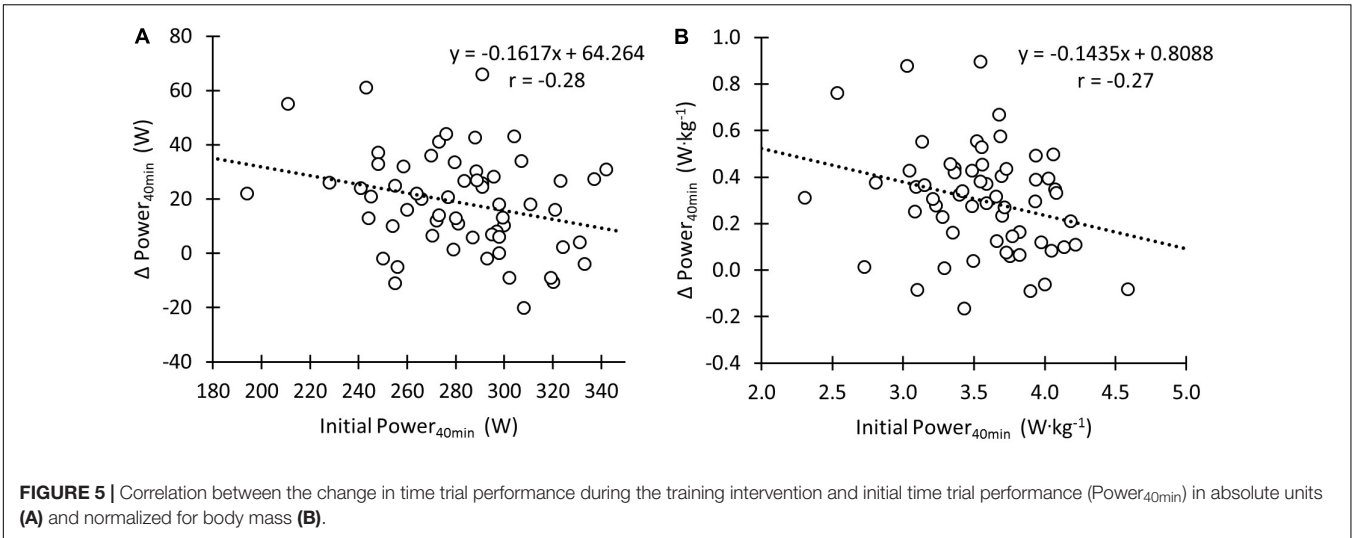 A
80
60
40
20
0
-20
-40
Δ Power40min (W)
y = -0.1617x + 64.264
r = -0.28
180 200 220 240 260 280 300 320 340
Initial Power40min (W)
B
1.0
0.8
0.6
0.4
0.2
0.0
-0.2
-0.4
Δ Power40min (W·kg-1)
y = -0.1435x + 0.8088
r = -0.27
2.0 2.5 3.0 3.5 4.0 4.5 5.0
Initial Power40min (W·kg-1)
FIGURE 5 | Correlation between the change in time trial performance during the training intervention and initial time trial performance (Power40min) in absolute units
(A) and normalized for body mass (B).